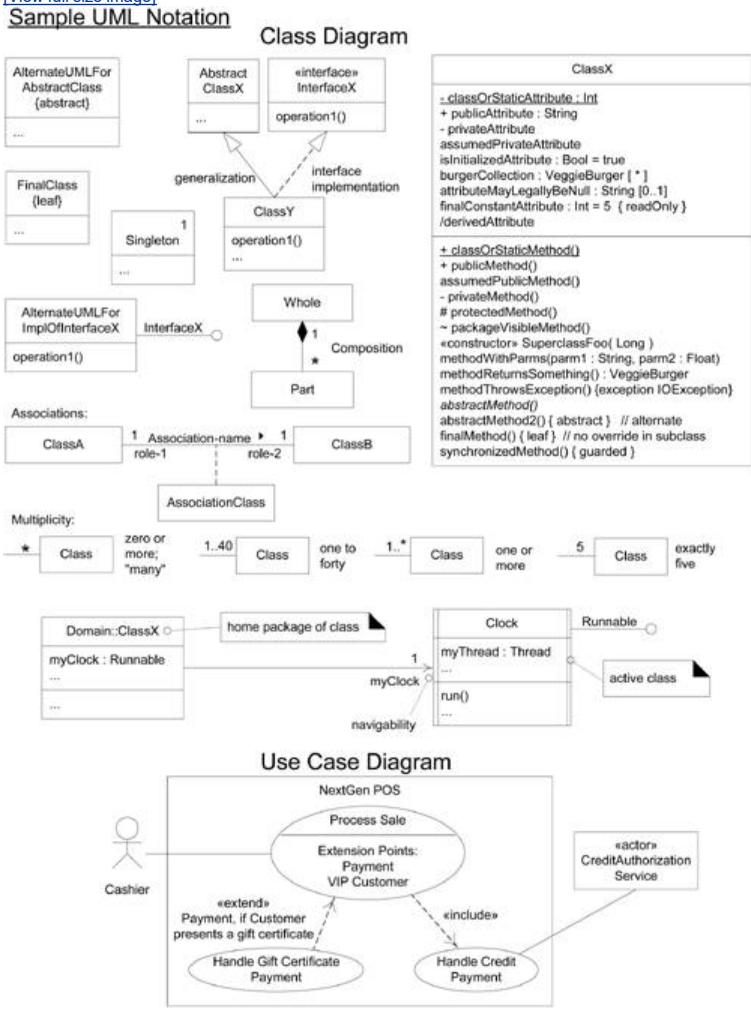 [View full size image]
Sample UML Notation
Class Diagram
AlternateUMLFor
AbstractClass
{abstract}
...
FinalClass
{leaf}
...
1
Singleton
...
Abstract
ClassX
...
«interface»
InterfaceX
operation1()
generalization
interface
implementation
ClassY
operation1()
...
AlternateUMLFor
ImplOfInterfaceX
operation1()
InterfaceX
Whole
1
Composition
*
Part
ClassX
- classOrStaticAttribute : Int
+ publicAttribute : String
- privateAttribute
assumedPrivateAttribute
isInitializedAttribute : Bool = true
burgerCollection : VeggieBurger [ * ]
attributeMayLegallyBeNull : String [0..1]
finalConstantAttribute : Int = 5 { readOnly }
/derivedAttribute
+ classOrStaticMethod()
+ publicMethod()
assumedPublicMethod()
- privateMethod()
# protectedMethod()
~ packageVisibleMethod()
«constructor» SuperclassFoo( Long )
methodWithParms(parm1 : String, parm2 : Float)
methodReturnsSomething() : VeggieBurger
methodThrowsException() {exception IOException}
abstractMethod()
abstractMethod2() { abstract } // alternate
finalMethod() { leaf } // no override in subclass
synchronizedMethod() { guarded }
Associations:
ClassA
1 Association-name 1
role-1 role-2
ClassB
AssociationClass
Multiplicity:
*
Class
zero or
more;
"many"
1..40
Class
one to
forty
1..*
Class
one or
more
5
Class
exactly
five
Domain::ClassX
myClock : Runnable
...
...
home package of class
1
myClock
navigability
Clock
myThread : Thread
...
run()
...
Runnable
active class
Use Case Diagram
NextGen POS
Process Sale
Extension Points:
Payment
VIP Customer
Cashier
«actor»
CreditAuthorization
Service
«extend»
Payment, if Customer
presents a gift certificate
«include»
Handle Gift Certificate
Payment
Handle Credit
Payment